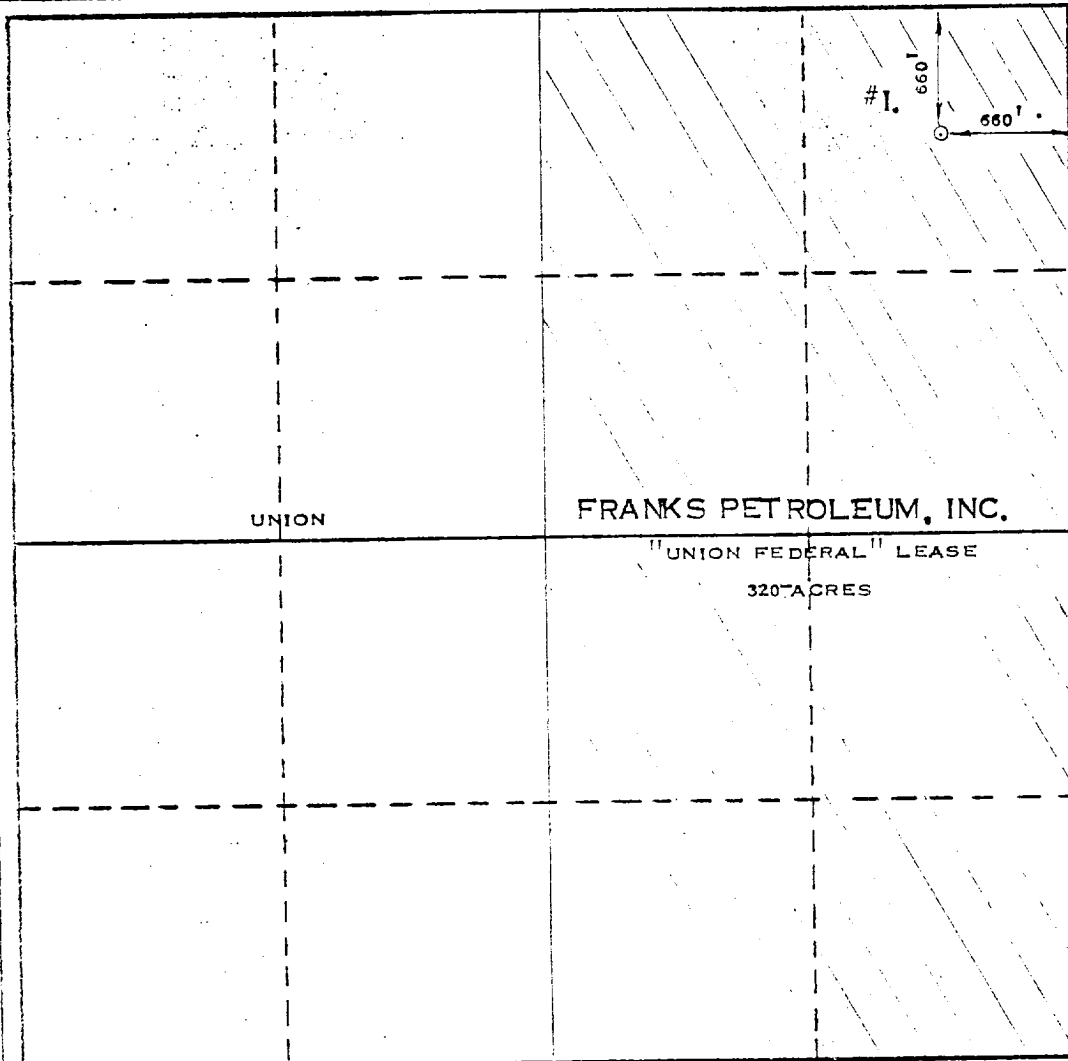 #1.
660'
660'.
UNION
FRANKS PETROLEUM, INC.
"UNION FEDERAL" LEASE
320 ACRES